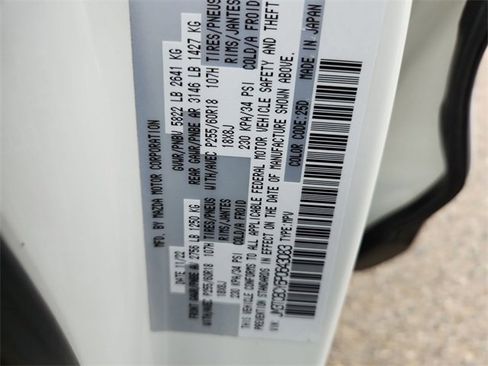 MFD. BY MAZDA MOTOR CORPORATION
DATE: 11/22 GWVR/PNBV 5822 LB 2641 KG
FRONT GAWR/PNBE AV 2756 LB 1250 KG REAR GAWR/PNBE AR 3146 LB 1427 KG
WITH/AVEC P255/60R18 107H TIRES/PNEUS WITH/AVEC P255/60R18 107H TIRES/PNEUS
18X8J RIMS/JANTES 18X8J RIMS/JANTES
230 KPA/34 PSI COLD/A FROID 230 KPA/34 PSI COLD/A FROID
THIS VEHICLE CONFORMS TO ALL APPLICABLE FEDERAL MOTOR VEHICLE SAFETY AND THEFT
PREVENTION STANDARDS IN EFFECT ON THE DATE OF MANUFACTURE SHOWN ABOVE.
COLOR CODE:25D
VIN: TYPE:MPV MADE IN JAPAN